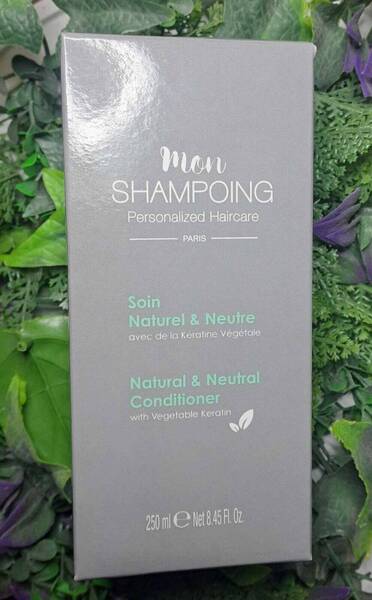 mon
SHAMPOING
Personalized Haircare
PARIS
Soin
Naturel & Neutre
avec de la Kératine Végétale
Natural & Neutral
Conditioner
with Vegetable Keratin
250 ml ℮ Net 8.45 Fl. Oz.